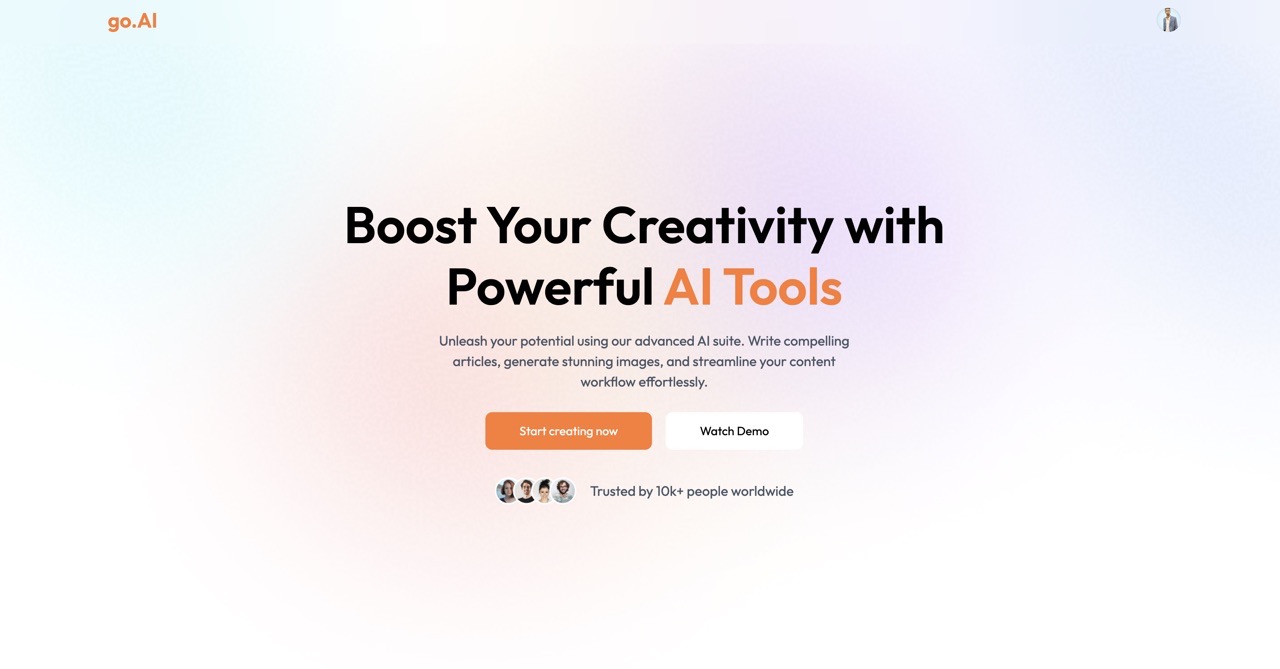 go.AI
Boost Your Creativity with
Powerful AI Tools
Unleash your potential using our advanced AI suite. Write compelling
articles, generate stunning images, and streamline your content
workflow effortlessly.
Start creating now
Watch Demo
Trusted by 10k+ people worldwide